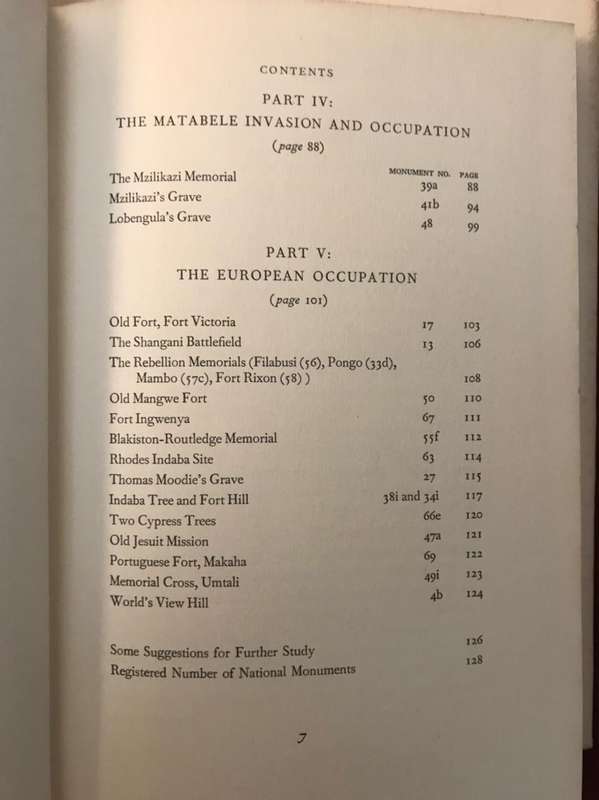 CONTENTS
PART IV:
THE MATABELE INVASION AND OCCUPATION
(page 88)
MONUMENT NO. PAGE
The Mzilikazi Memorial 39a 88
Mzilikazi's Grave 41b 94
Lobengula's Grave 48 99
PART V:
THE EUROPEAN OCCUPATION
(page 101)
Old Fort, Fort Victoria 17 103
The Shangani Battlefield 13 106
The Rebellion Memorials (Filabusi (56), Pongo (33d),
Mambo (57c), Fort Rixon (58) ) 108
Old Mangwe Fort 50 110
Fort Ingwenya 67 111
Blakiston-Routledge Memorial 55f 112
Rhodes Indaba Site 63 114
Thomas Moodie's Grave 27 115
Indaba Tree and Fort Hill 38i and 34i 117
Two Cypress Trees 66e 120
Old Jesuit Mission 47a 121
Portuguese Fort, Makaha 69 122
Memorial Cross, Umtali 49i 123
World's View Hill 4b 124
Some Suggestions for Further Study 126
Registered Number of National Monuments 128
7